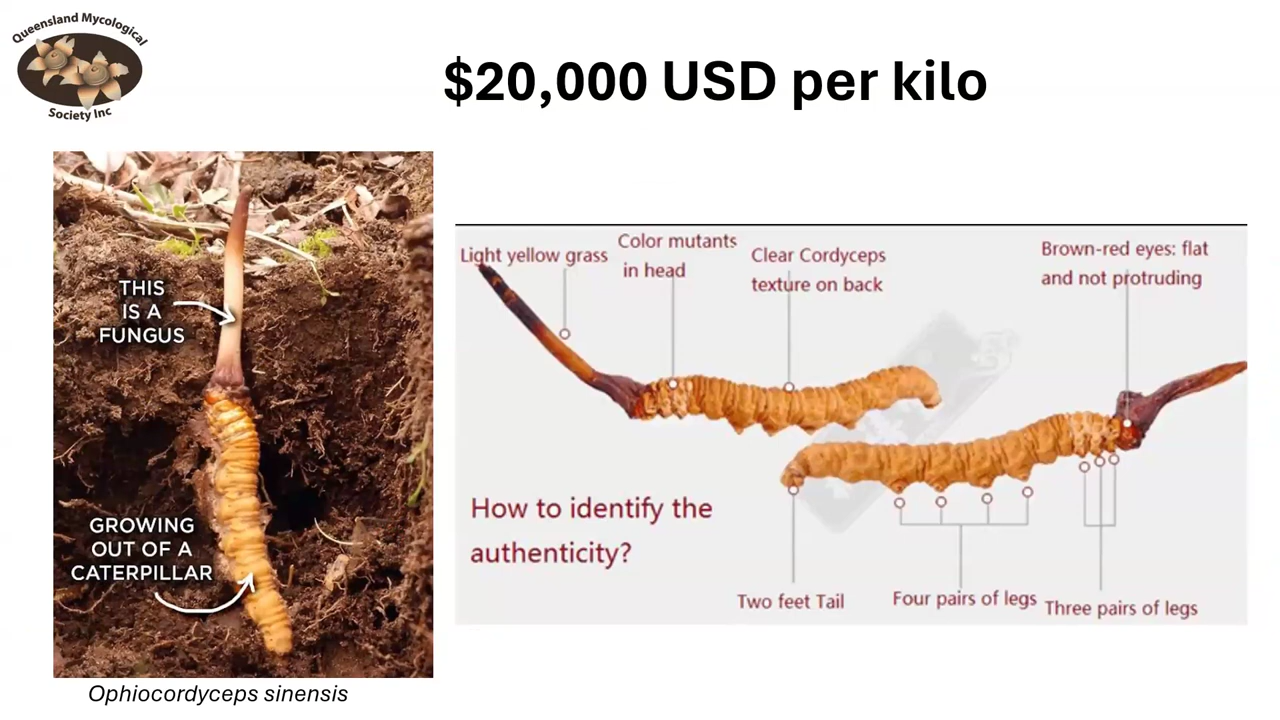 Queensland Mycological
Society Inc
$20,000 USD per kilo
THIS
IS A
FUNGUS
GROWING
OUT OF A
CATERPILLAR
Ophiocordyceps sinensis
Light yellow grass
Color mutants
in head
Clear Cordyceps
texture on back
Brown-red eyes: flat
and not protruding
How to identify the
authenticity?
Two feet Tail
Four pairs of legs
Three pairs of legs